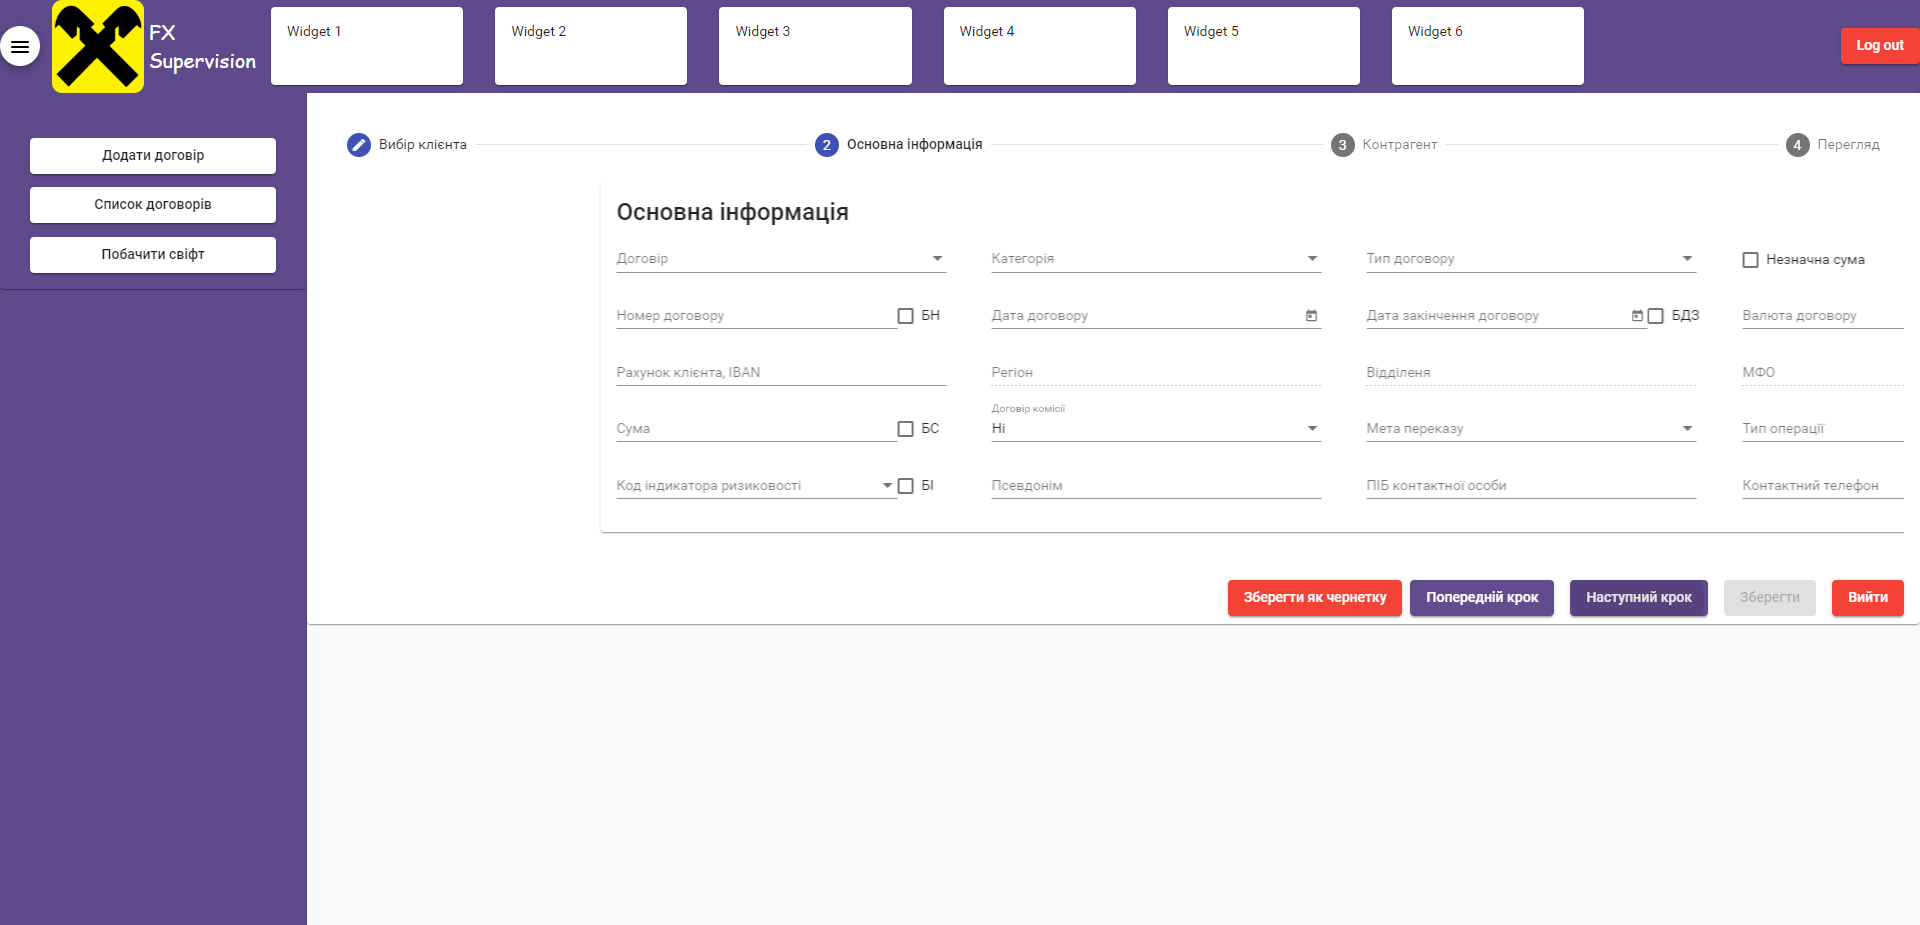 FX
Supervision
Widget 1
Widget 2
Widget 3
Widget 4
Widget 5
Widget 6
Log out
Додати договір
Список договорів
Побачити свіфт
Вибір клієнта
2 Основна інформація
3 Контрагент
4 Перегляд
Основна інформація
Договір
Категорія
Тип договору
Незначна сума
Номер договору
БН
Дата договору
Дата закінчення договору
БДЗ
Валюта договору
Рахунок клієнта, IBAN
Регіон
Відділеня
МФО
Сума
БС
Договір комісії
Ні
Мета переказу
Тип операції
Код індикатора ризиковості
БІ
Псевдонім
ПІБ контактної особи
Контактний телефон
Зберегти як чернетку
Попередній крок
Наступний крок
Зберегти
Вийти